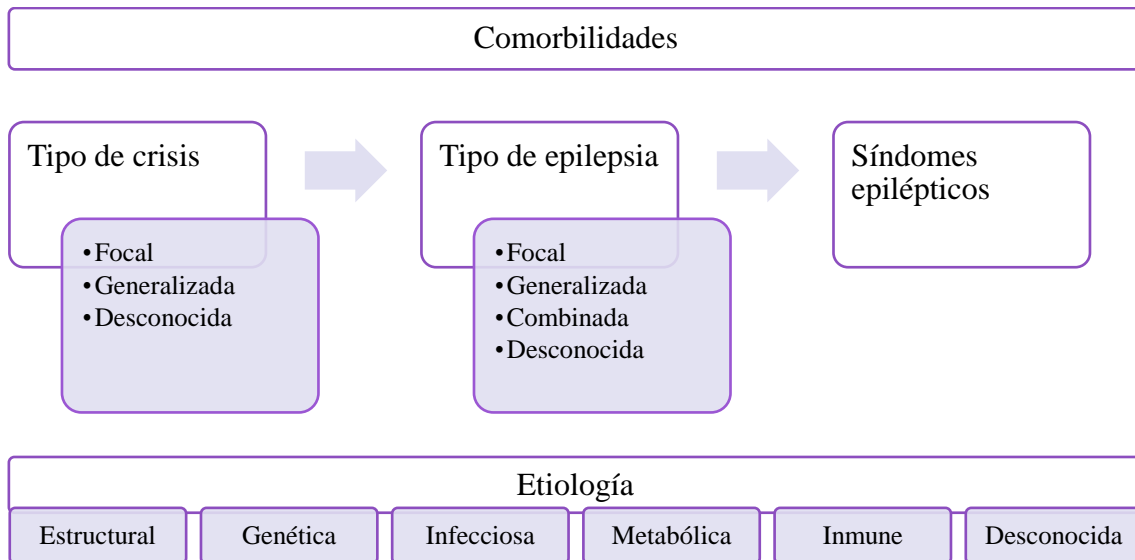 Comorbilidades
Tipo de crisis
•Focal
•Generalizada
•Desconocida
Tipo de epilepsia
•Focal
•Generalizada
•Combinada
•Desconocida
Síndomes
epilépticos
Etiología
Estructural
Genética
Infecciosa
Metabólica
Inmune
Desconocida